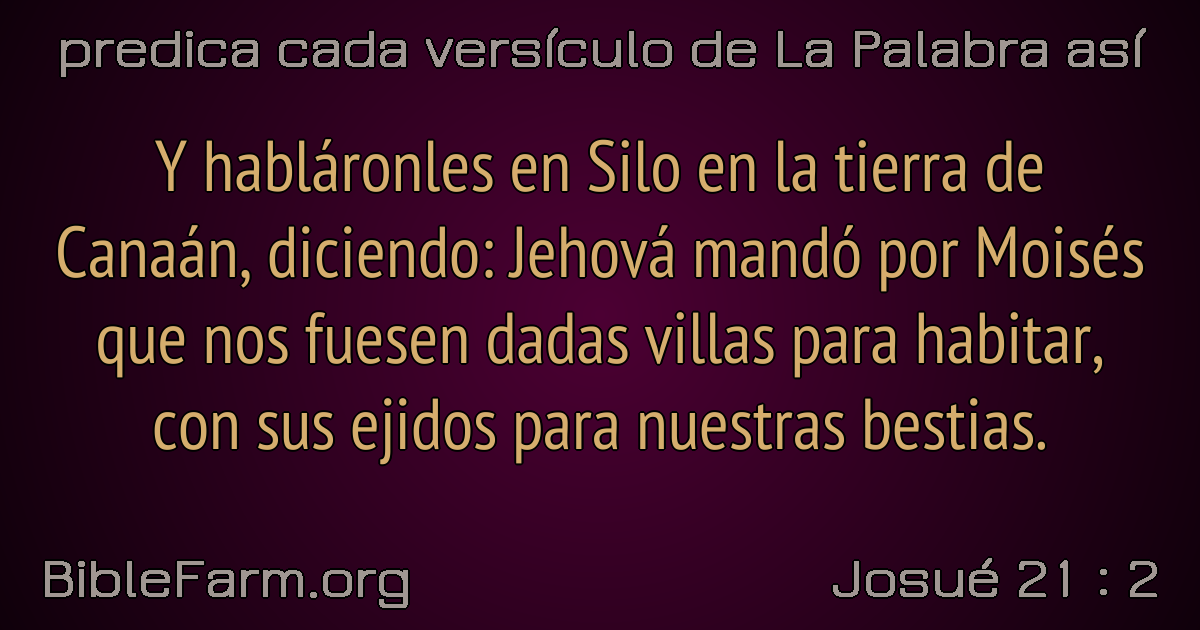 predica cada versículo de La Palabra así
Y habláronles en Silo en la tierra de
Canaán, diciendo: Jehová mandó por Moisés
que nos fuesen dadas villas para habitar,
con sus ejidos para nuestras bestias.
BibleFarm.org
Josué 21 : 2